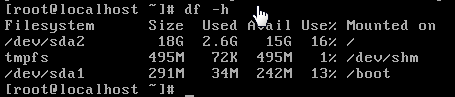 [root@localhost ~]# df -h
Filesystem Size Used Avail Use% Mounted on
/dev/sda2 18G 2.6G 15G 16% /
tmpfs 495M 72K 495M 1% /dev/shm
/dev/sda1 291M 34M 242M 13% /boot
[root@localhost ~]# _